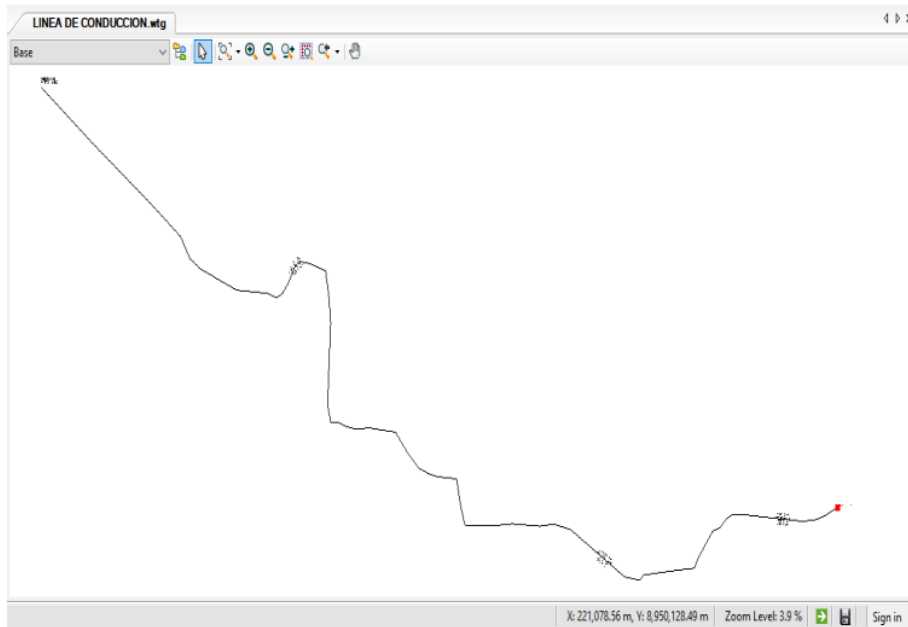 LINEA DE CONDUCCION.wtg
Base
X: 221,078.56 m, Y: 8,950,128.49 m Zoom Level: 3.9 % Sign in